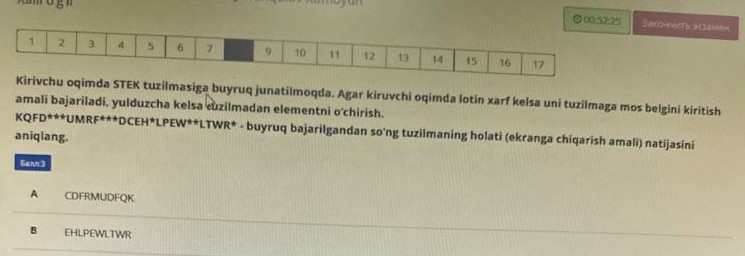 00:52:25
Закончить экзамен
1 2 3 4 5 6 7 9 10 11 12 13 14 15 16 17
Kirivchu oqimda STEK tuzilmasiga buyruq junatilmoqda. Agar kiruvchi oqimda lotin xarf kelsa uni tuzilmaga mos belgini kiritish
amali bajariladi, yulduzcha kelsa tuzilmadan elementni o'chirish.
KQFD***UMRF***DCEH*LPEW**LTWR* - buyruq bajarilgandan so'ng tuzilmaning holati (ekranga chiqarish amali) natijasini
aniqlang.
Балл3
A CDFRMUDFQK
B EHLPEWLTWR